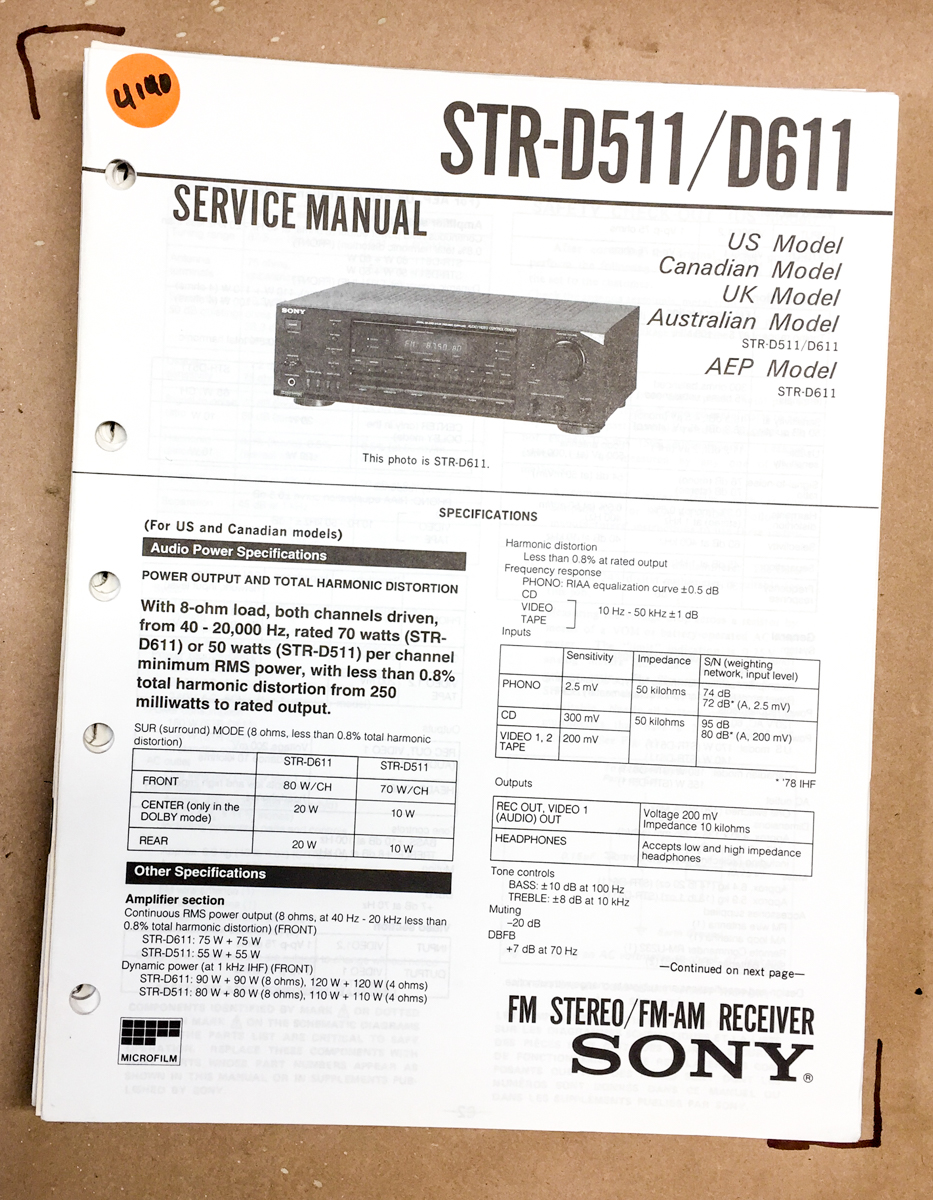 4190
STR-D511/D611
SERVICE MANUAL
US Model
Canadian Model
UK Model
Australian Model
STR-D511/D611
AEP Model
STR-D611
SONY
This photo is STR-D611.
SPECIFICATIONS
(For US and Canadian models)
Audio Power Specifications
POWER OUTPUT AND TOTAL HARMONIC DISTORTION
With 8-ohm load, both channels driven,
from 40 - 20,000 Hz, rated 70 watts (STR-
D611) or 50 watts (STR-D511) per channel
minimum RMS power, with less than 0.8%
total harmonic distortion from 250
milliwatts to rated output.
SUR (surround) MODE (8 ohms, less than 0.8% total harmonic
distortion)
STR-D611 STR-D511
FRONT 80 W/CH 70 W/CH
CENTER (only in the
DOLBY mode) 20 W 10 W
REAR 20 W 10 W
Other Specifications
Amplifier section
Continuous RMS power output (8 ohms, at 40 Hz - 20 kHz less than
0.8% total harmonic distortion) (FRONT)
STR-D611: 75 W + 75 W
STR-D511: 55 W + 55 W
Dynamic power (at 1 kHz IHF) (FRONT)
STR-D611: 90 W + 90 W (8 ohms), 120 W + 120 W (4 ohms)
STR-D511: 80 W + 80 W (8 ohms), 110 W + 110 W (4 ohms)
MICROFILM
Harmonic distortion
Less than 0.8% at rated output
Frequency response
PHONO: RIAA equalization curve ±0.5 dB
CD
VIDEO 10 Hz - 50 kHz ±1 dB
TAPE
Inputs
Sensitivity Impedance S/N (weighting
network, input level)
PHONO 2.5 mV 50 kilohms 74 dB
72 dB* (A, 2.5 mV)
CD 300 mV 50 kilohms 95 dB
80 dB* (A, 200 mV)
VIDEO 1, 2
TAPE 200 mV
* '78 IHF
Outputs
REC OUT, VIDEO 1
(AUDIO) OUT Voltage 200 mV
Impedance 10 kilohms
HEADPHONES Accepts low and high impedance
headphones
Tone controls
BASS: ±10 dB at 100 Hz
TREBLE: ±8 dB at 10 kHz
Muting
–20 dB
DBFB
+7 dB at 70 Hz
—Continued on next page—
FM STEREO/FM-AM RECEIVER
SONY®